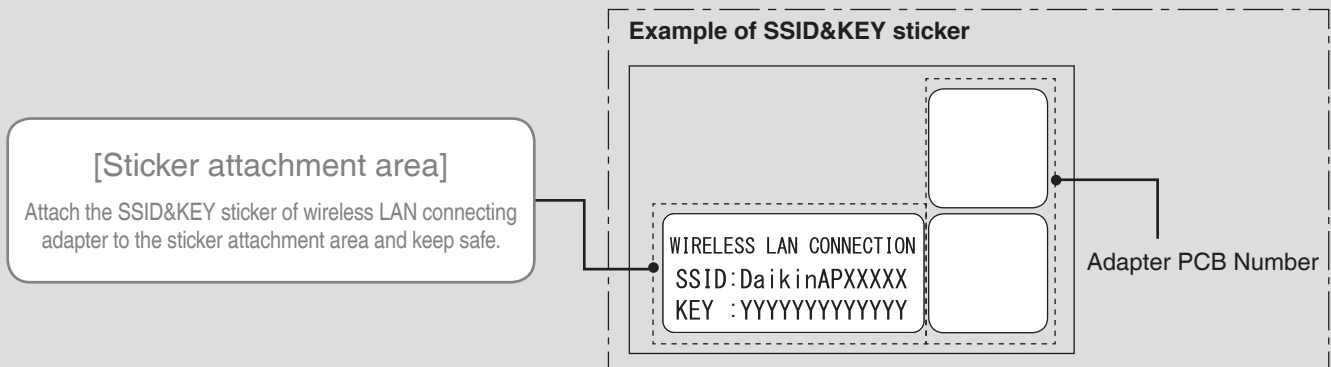 Example of SSID&KEY sticker
[Sticker attachment area]
Attach the SSID&KEY sticker of wireless LAN connecting
adapter to the sticker attachment area and keep safe.
WIRELESS LAN CONNECTION
SSID:DaikinAPXXXXX
KEY :YYYYYYYYYYYYY
Adapter PCB Number